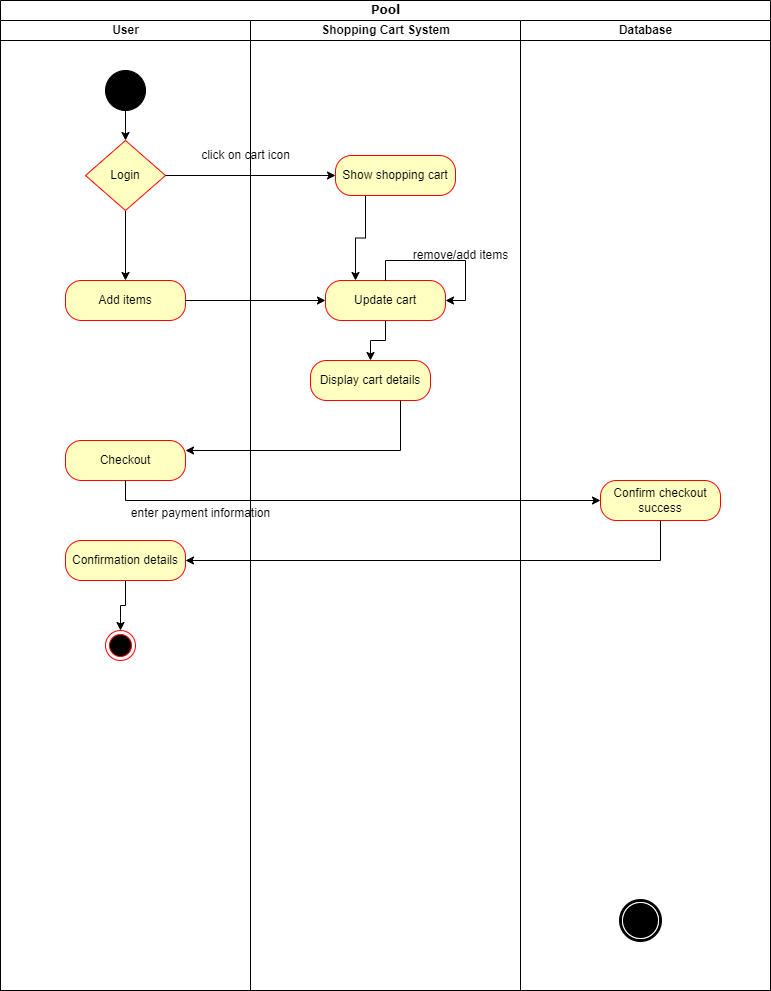 Pool
User
Shopping Cart System
Database
click on cart icon
Login
Show shopping cart
remove/add items
Add items
Update cart
Display cart details
Checkout
Confirm checkout
success
enter payment information
Confirmation details